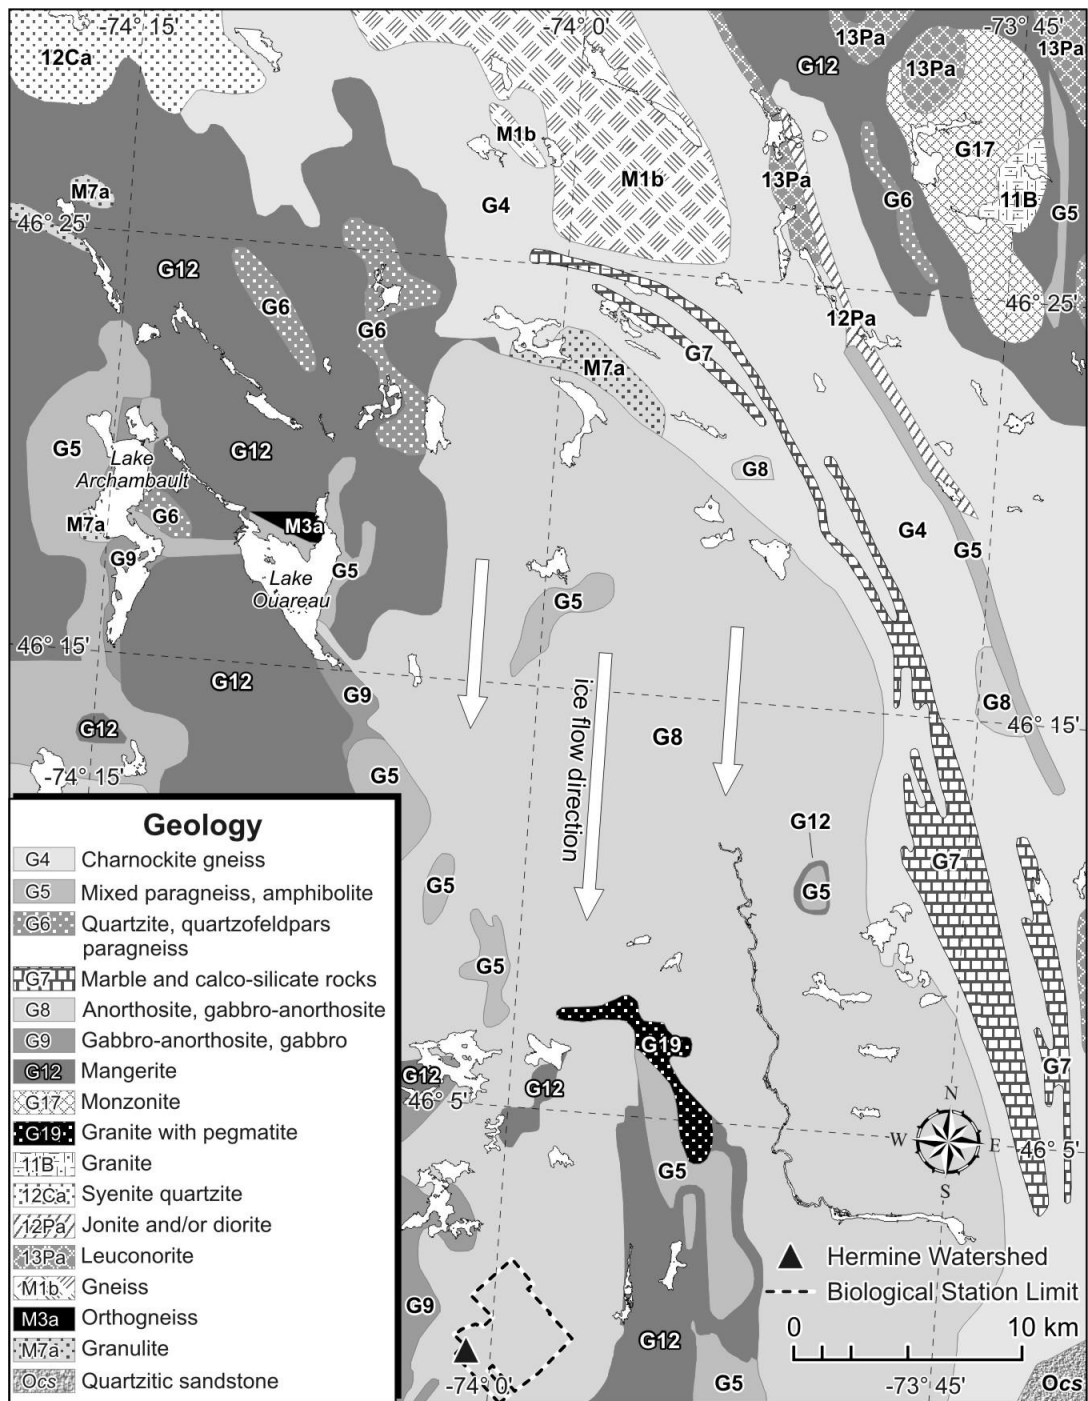 -74° 15'
-74° 0'
-73° 45'
12Ca
13Pa
G12
13Pa
13Pa
M1b
M1b
G17
13Pa
G6
11B
G5
M7a
G4
46° 25'
G12
G6
G6
46° 25'
12Pa
G7
M7a
G5
G12
Lake
Archambault
G8
M7a
G6
M3a
G4
G9
Lake
Ouareau
G5
G5
G5
46° 15'
G12
G9
G8
G8
46° 15'
ice flow direction
G12
-74° 15'
G5
G12
G5
G5
G7
G5
G19
G12
G12
G7
46° 5'
N
W
E
S
46° 5'
G5
G9
G12
G5
-74° 0'
-73° 45'
Ocs
Geology
G4 Charnockite gneiss
G5 Mixed paragneiss, amphibolite
G6 Quartzite, quartzofeldpars
paragneiss
G7 Marble and calco-silicate rocks
G8 Anorthosite, gabbro-anorthosite
G9 Gabbro-anorthosite, gabbro
G12 Mangerite
G17 Monzonite
G19 Granite with pegmatite
11B Granite
12Ca Syenite quartzite
12Pa Jonite and/or diorite
13Pa Leuconorite
M1b Gneiss
M3a Orthogneiss
M7a Granulite
Ocs Quartzitic sandstone
Hermine Watershed
Biological Station Limit
0 10 km